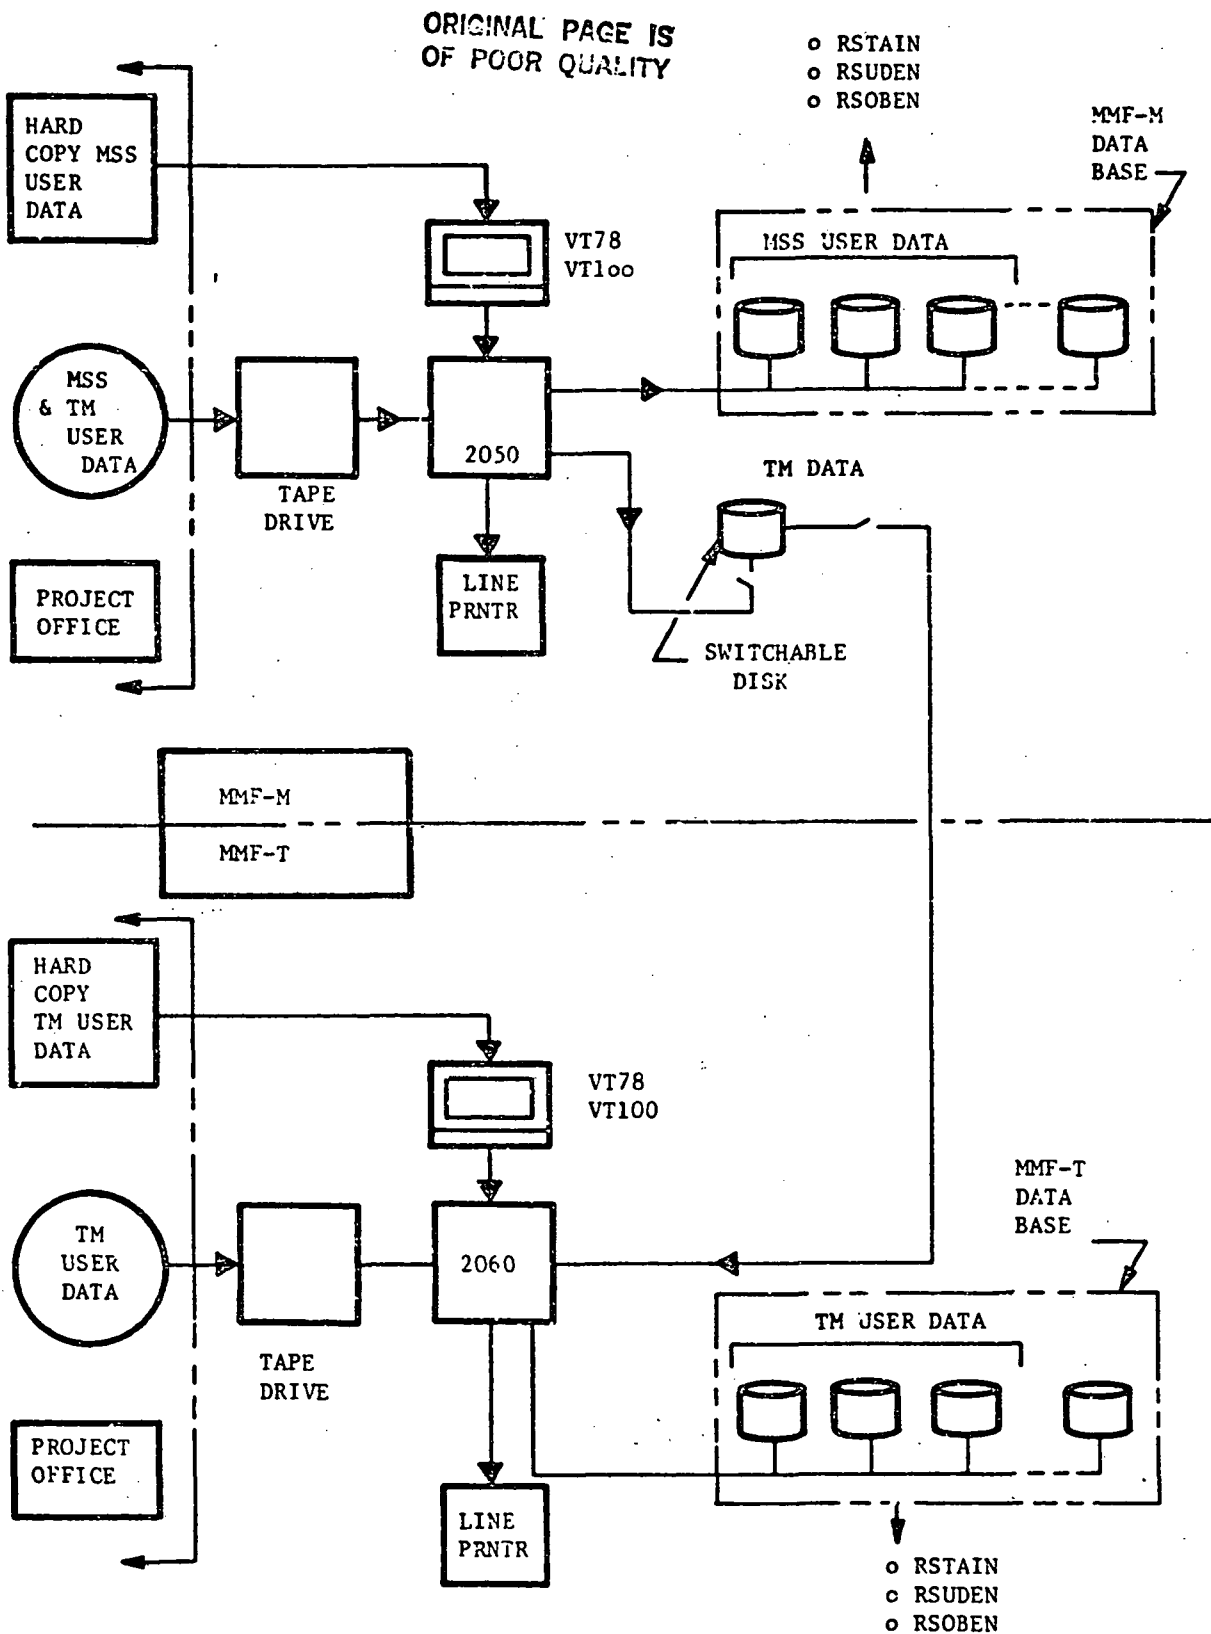 ORIGINAL PAGE IS
OF POOR QUALITY
o RSTAIN
o RSUDEN
o RSOBEN
HARD
COPY MSS
USER
DATA
MMF-M
DATA
BASE
VT78
VT100
MSS USER DATA
MSS
& TM
USER
DATA
2050
TAPE
DRIVE
TM DATA
LINE
PRNTR
PROJECT
OFFICE
SWITCHABLE
DISK
MMF-M
MMF-T
HARD
COPY
TM USER
DATA
VT78
VT100
MMF-T
DATA
BASE
TM
USER
DATA
2060
TM USER DATA
TAPE
DRIVE
PROJECT
OFFICE
LINE
PRNTR
o RSTAIN
o RSUDEN
o RSOBEN